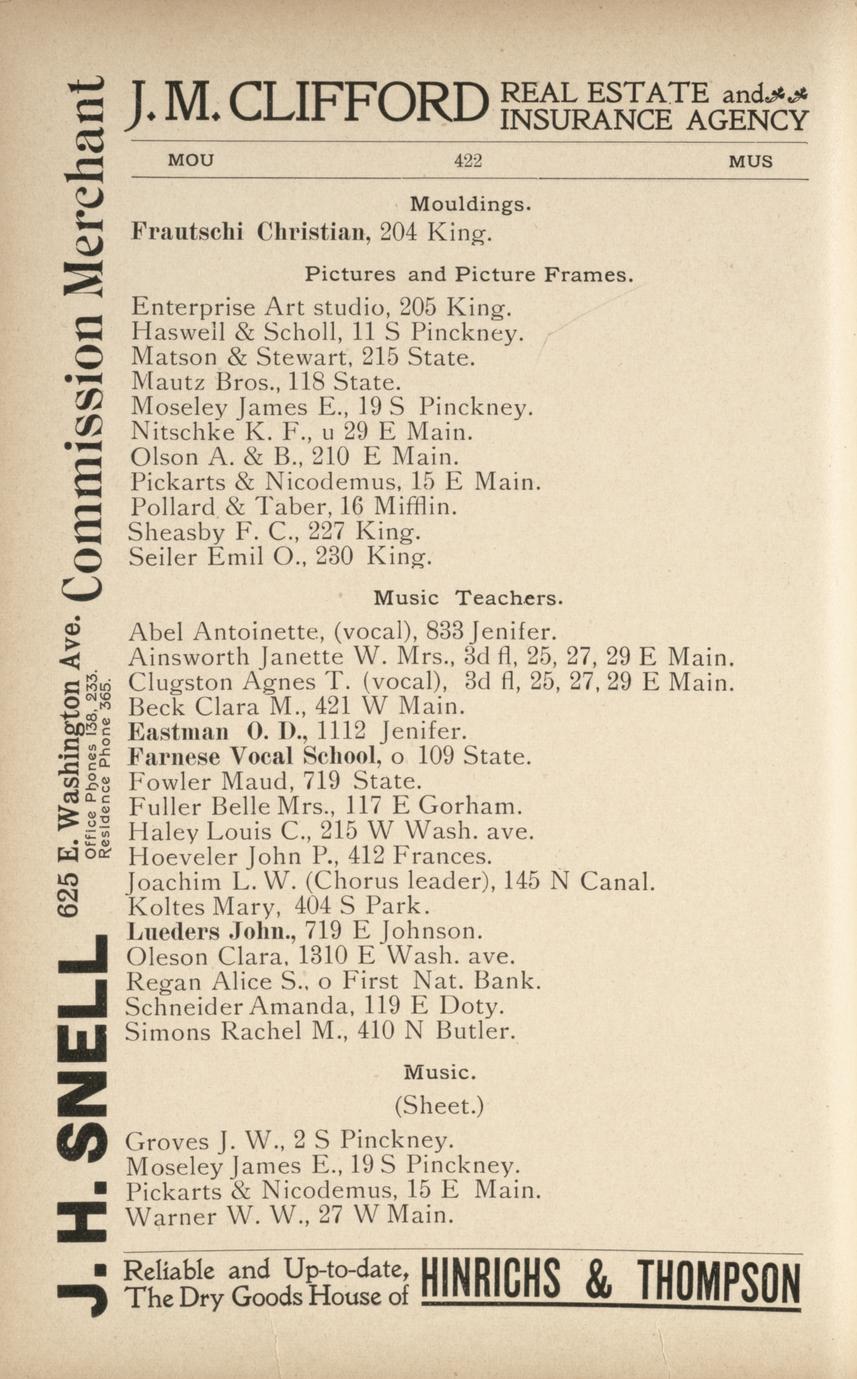 J. M. CLIFFORD REAL ESTATE and
INSURANCE AGENCY
MOU 422 MUS
Mouldings.
Frautschi Christian, 204 King.
Pictures and Picture Frames.
Enterprise Art studio, 205 King.
Haswell & Scholl, 11 S Pinckney.
Matson & Stewart, 215 State.
Mautz Bros., 118 State.
Moseley James E., 19 S Pinckney.
Nitschke K. F., u 29 E Main.
Olson A. & B., 210 E Main.
Pickarts & Nicodemus, 15 E Main.
Pollard & Taber, 16 Mifflin.
Sheasby F. C., 227 King.
Seiler Emil O., 230 King.
Music Teachers.
Abel Antoinette, (vocal), 833 Jenifer.
Ainsworth Janette W. Mrs., 3d fl, 25, 27, 29 E Main.
Clugston Agnes T. (vocal), 3d fl, 25, 27, 29 E Main.
Beck Clara M., 421 W Main.
Eastman O. D., 1112 Jenifer.
Farnese Vocal School, o 109 State.
Fowler Maud, 719 State.
Fuller Belle Mrs., 117 E Gorham.
Haley Louis C., 215 W Wash. ave.
Hoeveler John P., 412 Frances.
Joachim L. W. (Chorus leader), 145 N Canal.
Koltes Mary, 404 S Park.
Lueders John., 719 E Johnson.
Oleson Clara, 1310 E Wash. ave.
Regan Alice S., o First Nat. Bank.
Schneider Amanda, 119 E Doty.
Simons Rachel M., 410 N Butler.
Music.
(Sheet.)
Groves J. W., 2 S Pinckney.
Moseley James E., 19 S Pinckney.
Pickarts & Nicodemus, 15 E Main.
Warner W. W., 27 W Main.
Reliable and Up-to-date,
The Dry Goods House of HINRICHS & THOMPSON
J. H. SNELL 625 E. Washington Ave. Commission Merchant
Office Phones 138, 233.
Residence Phone 365.